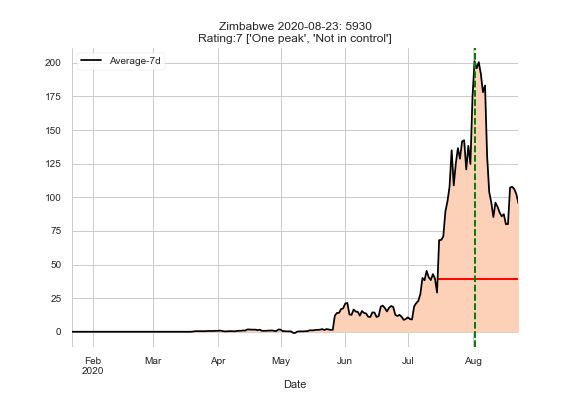 Zimbabwe 2020-08-23: 5930
Rating:7 ['One peak', 'Not in control']
Average-7d
200
175
150
125
100
75
50
25
0
Feb Mar Apr May Jun Jul Aug
2020
Date